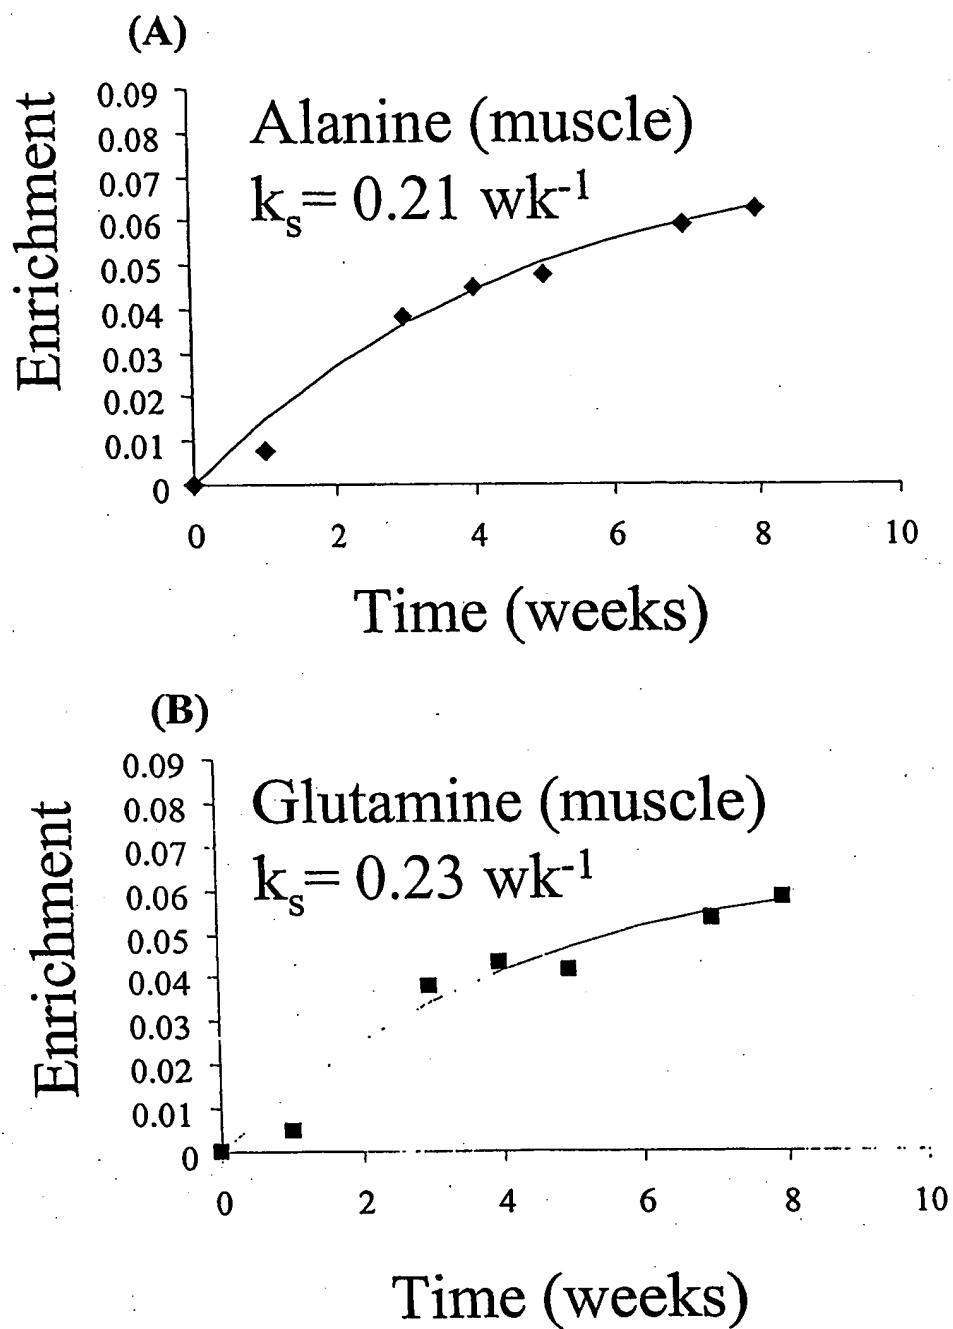 (A)
Enrichment
0.09
0.08
0.07
0.06
0.05
0.04
0.03
0.02
0.01
0
Alanine (muscle)
kₛ= 0.21 wk⁻¹
0 2 4 6 8 10
Time (weeks)
(B)
Enrichment
0.09
0.08
0.07
0.06
0.05
0.04
0.03
0.02
0.01
0
Glutamine (muscle)
kₛ= 0.23 wk⁻¹
0 2 4 6 8 10
Time (weeks)